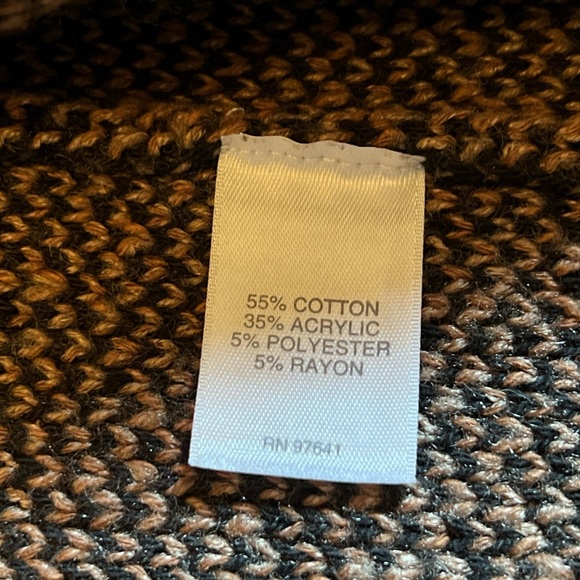 55% COTTON
35% ACRYLIC
5% POLYESTER
5% RAYON
RN 97641